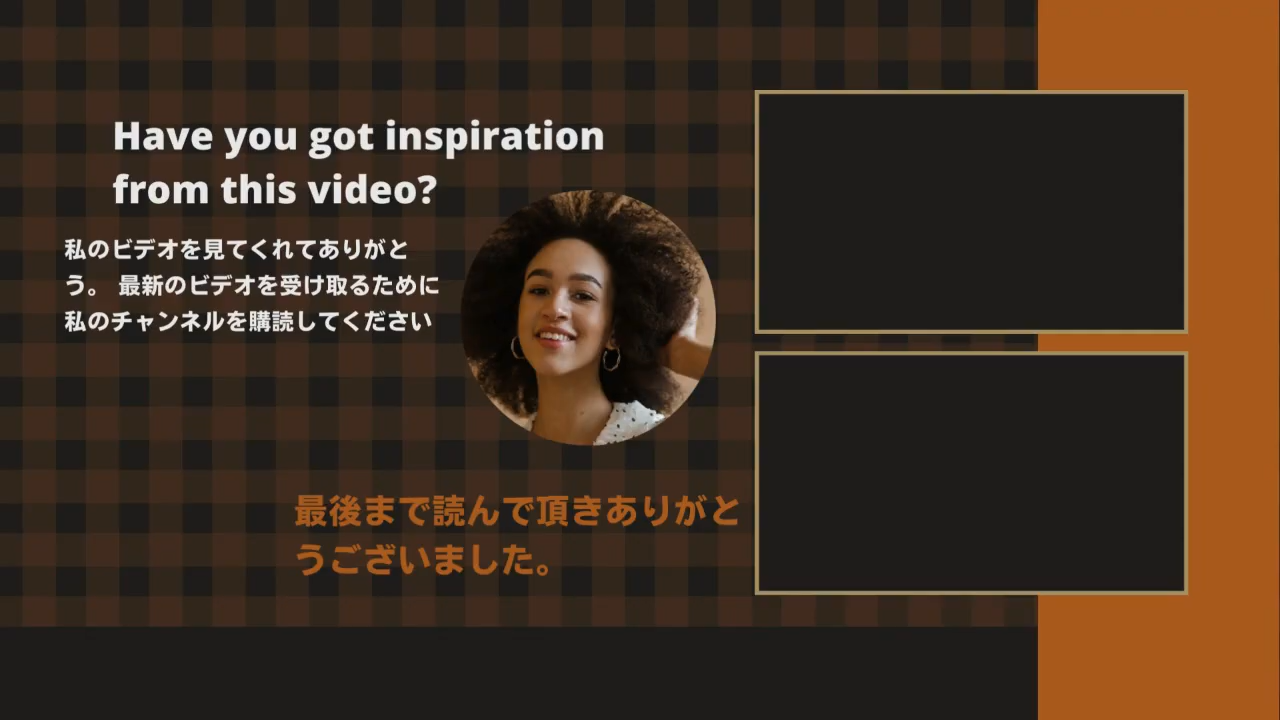 Have you got inspiration
from this video?
私のビデオを見てくれてありがと
う。 最新のビデオを受け取るために
私のチャンネルを購読してください
最後まで読んで頂きありがと
うございました。